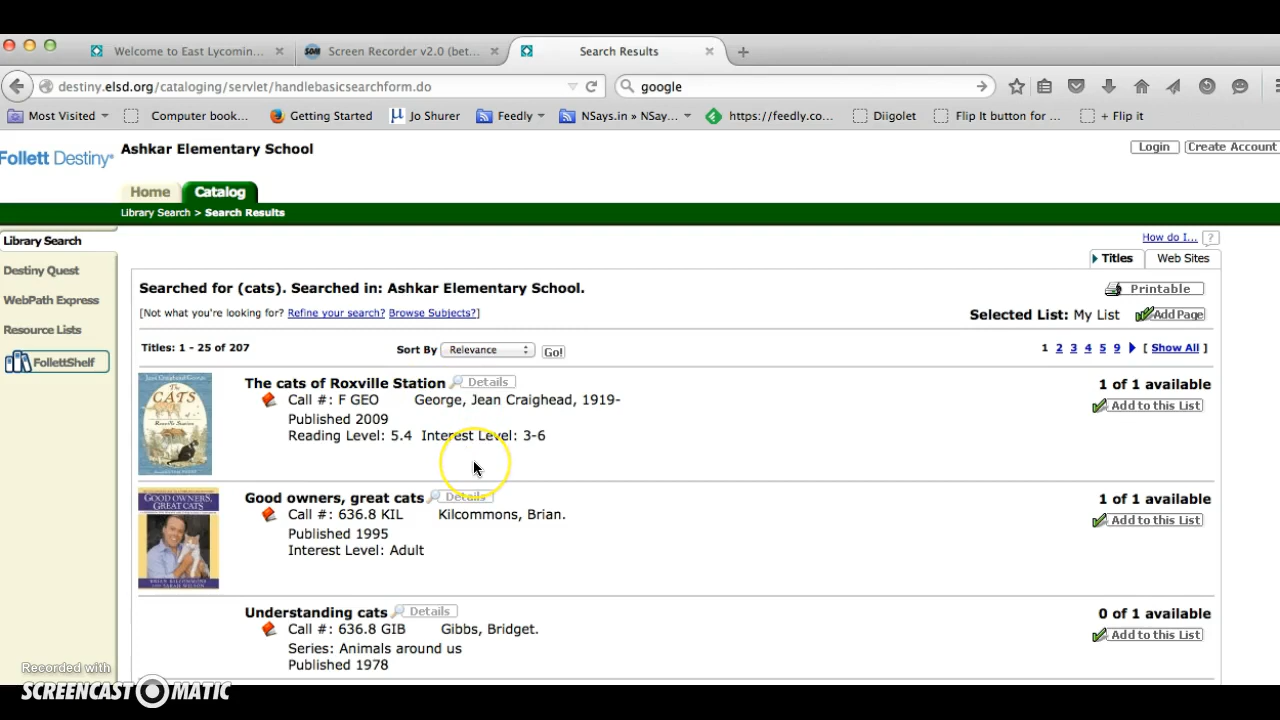 Welcome to East Lycomin... × Screen Recorder v2.0 (bet... × Search Results × +
destiny.elsd.org/cataloging/servlet/handlebasicsearchform.do google
Most Visited Computer book... Getting Started µ Jo Shurer Feedly NSays.in » NSay... https://feedly.co... Diigolet Flip It button for ... + Flip it
Follett Destiny® Ashkar Elementary School Login Create Account
Home Catalog
Library Search > Search Results
Library Search
Destiny Quest
WebPath Express
Resource Lists
FollettShelf
How do I... ?
Titles Web Sites
Searched for (cats). Searched in: Ashkar Elementary School. Printable
[Not what you're looking for? Refine your search? Browse Subjects?] Selected List: My List Add Page
Titles: 1 - 25 of 207 Sort By Relevance Go! 1 2 3 4 5 9 [ Show All ]
THE CATS
The cats of Roxville Station Details 1 of 1 available
Call #: F GEO George, Jean Craighead, 1919- Add to this List
Published 2009
Reading Level: 5.4 Interest Level: 3-6
GOOD OWNERS, GREAT CATS
Good owners, great cats Details 1 of 1 available
Call #: 636.8 KIL Kilcommons, Brian. Add to this List
Published 1995
Interest Level: Adult
Understanding cats Details 0 of 1 available
Call #: 636.8 GIB Gibbs, Bridget. Add to this List
Series: Animals around us
Published 1978
Recorded with
SCREENCAST-O-MATIC